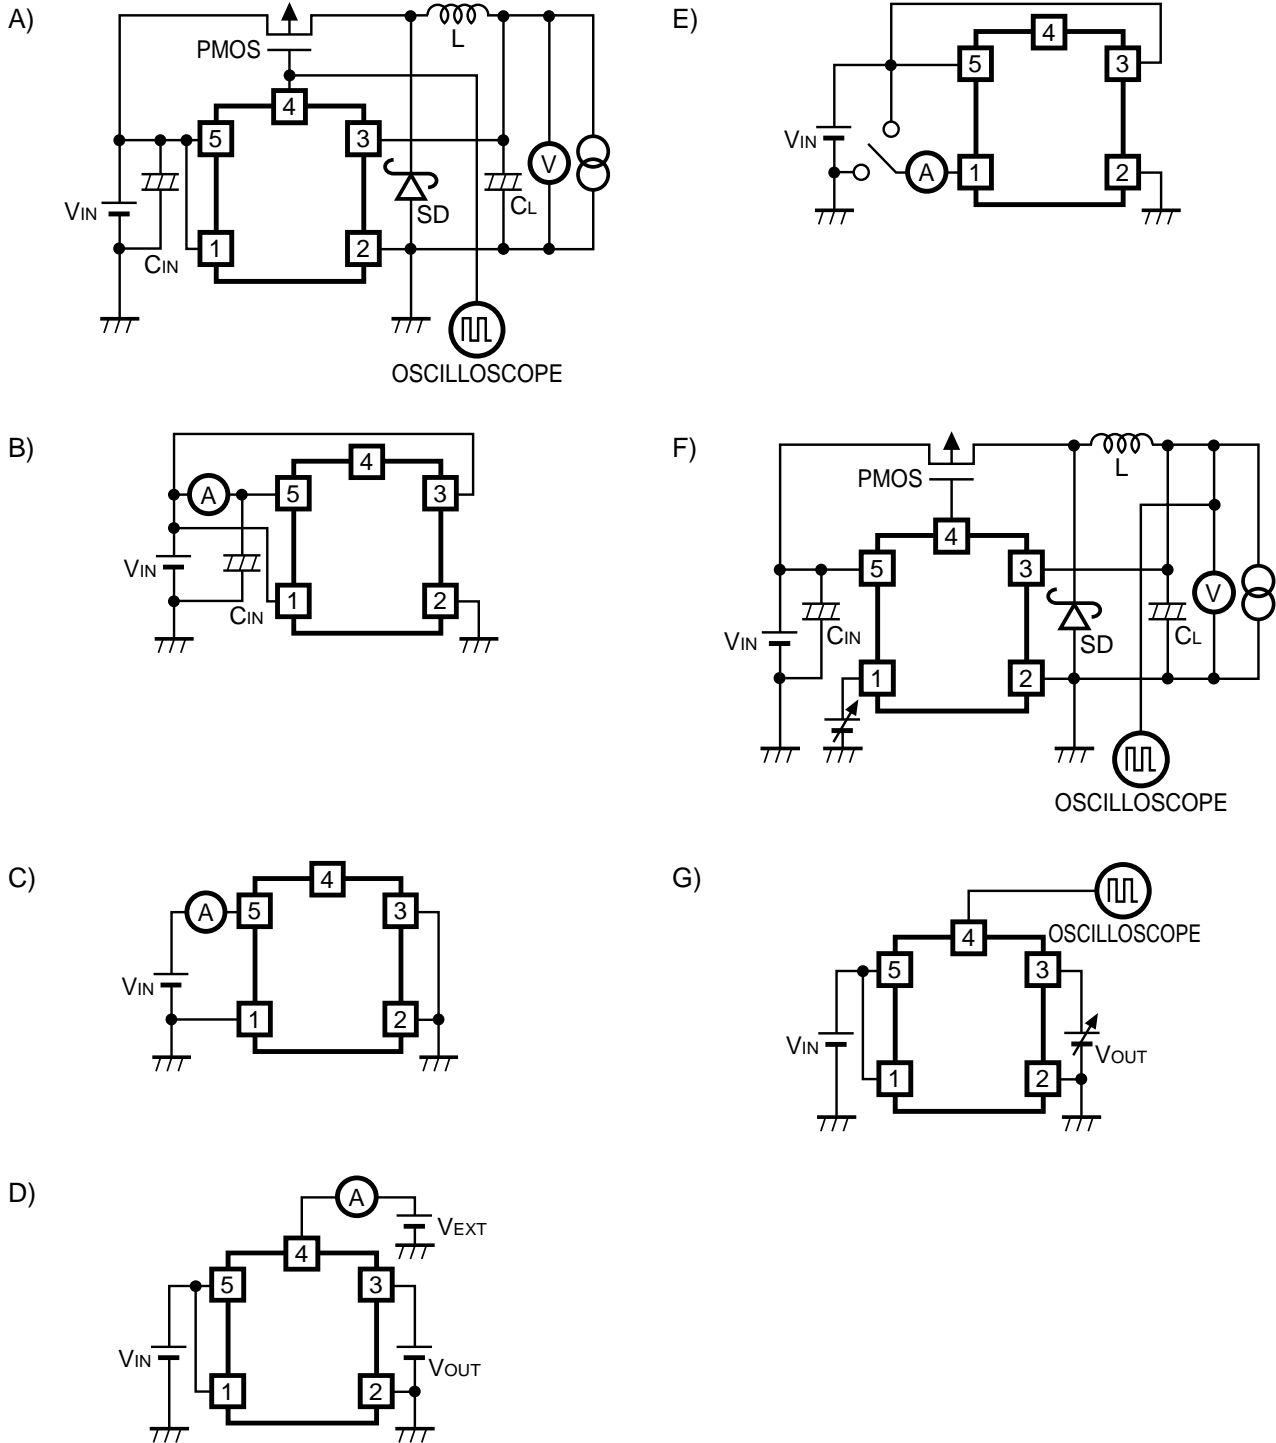 A)
PMOS
L
4
5
3
V
VIN
CIN
SD
CL
1
2
OSCILLOSCOPE
B)
4
A
5
3
VIN
CIN
1
2
C)
4
A
5
3
VIN
1
2
D)
A
VEXT
4
5
3
VIN
VOUT
1
2
E)
4
5
3
VIN
A
1
2
F)
PMOS
L
4
5
3
V
VIN
CIN
SD
CL
1
2
OSCILLOSCOPE
G)
OSCILLOSCOPE
4
5
3
VIN
VOUT
1
2